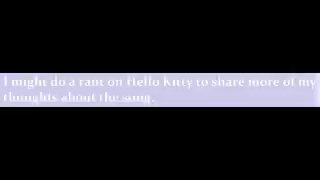 I might do a rant on Hello Kitty to share more of my
thoughts about the song.